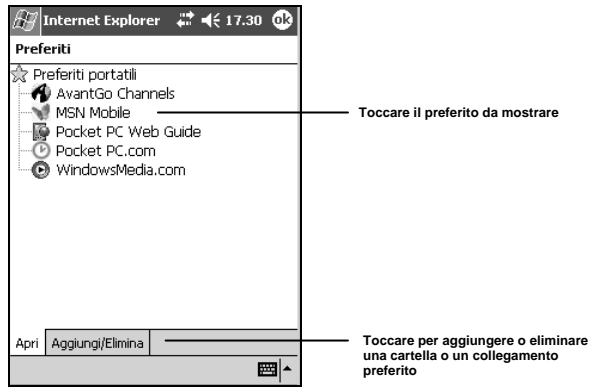 Internet Explorer 17.30 ok
Preferiti
Preferiti portatili
AvantGo Channels
MSN Mobile
Toccare il preferito da mostrare
Pocket PC Web Guide
Pocket PC.com
WindowsMedia.com
Apri Aggiungi/Elimina
Toccare per aggiungere o eliminare
una cartella o un collegamento
preferito